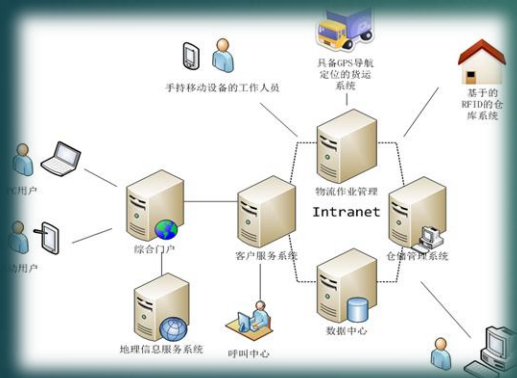 具备GPS导航
定位的货运
系统
手持移动设备的工作人员
基于的
RFID的仓
库系统
用户
物流作业管理
Intranet
综合门户
客户服务系统
仓储管理系统
动用户
数据中心
地理信息服务系统
呼叫中心